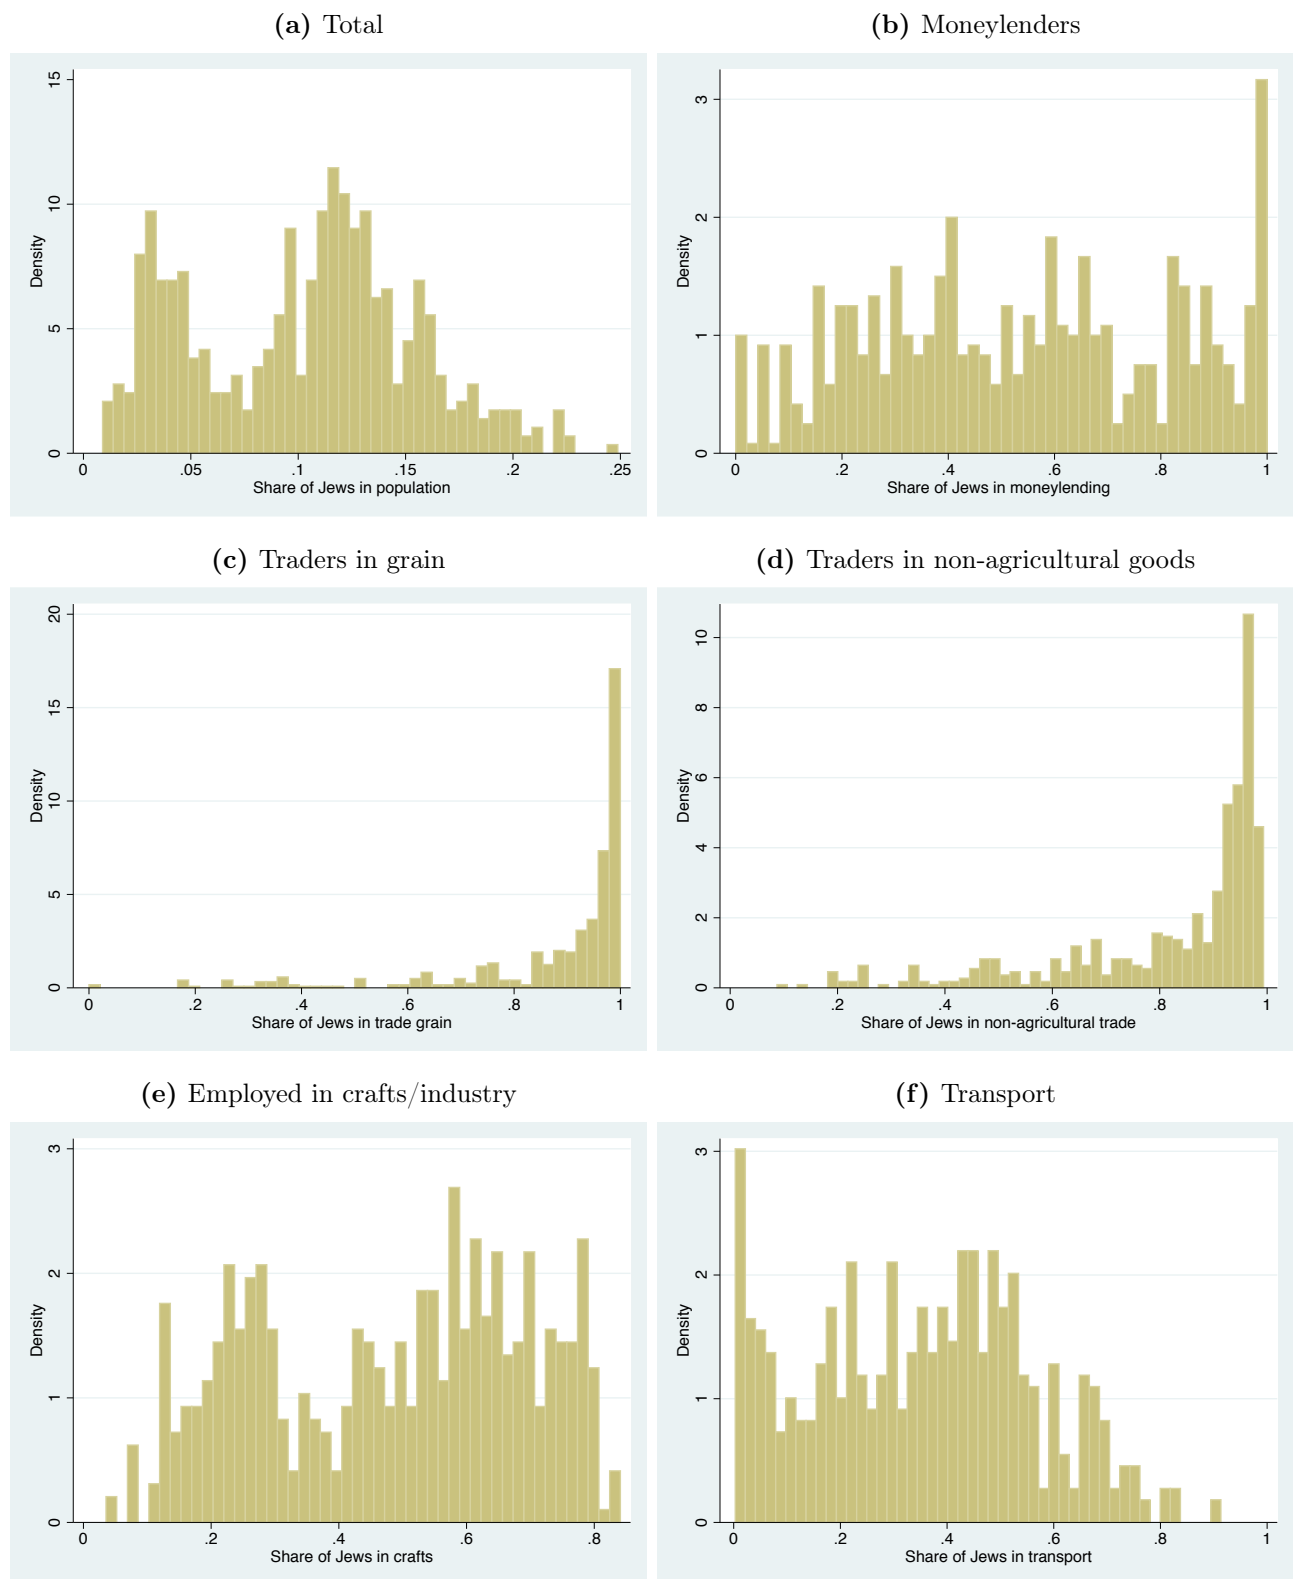 (a) Total
15
10
5
0
Density
0 .05 .1 .15 .2 .25
Share of Jews in population
(b) Moneylenders
3
2
1
0
Density
0 .2 .4 .6 .8 1
Share of Jews in moneylending
(c) Traders in grain
20
15
10
5
0
Density
0 .2 .4 .6 .8 1
Share of Jews in trade grain
(d) Traders in non-agricultural goods
10
8
6
4
2
0
Density
0 .2 .4 .6 .8 1
Share of Jews in non-agricultural trade
(e) Employed in crafts/industry
3
2
1
0
Density
0 .2 .4 .6 .8
Share of Jews in crafts
(f) Transport
3
2
1
0
Density
0 .2 .4 .6 .8 1
Share of Jews in transport